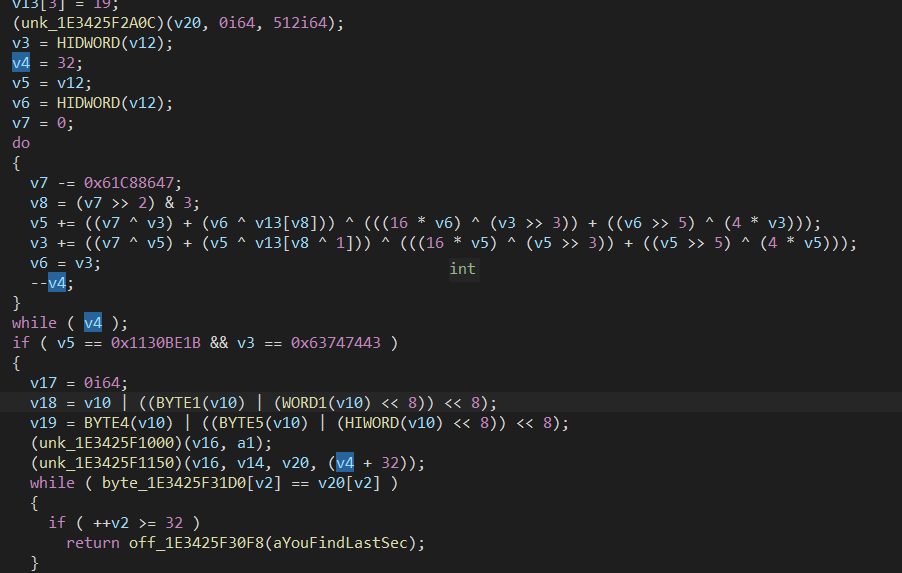 v13[3] = 19;
(unk_1E3425F2A0C)(v20, 0i64, 512i64);
v3 = HIDWORD(v12);
v4 = 32;
v5 = v12;
v6 = HIDWORD(v12);
v7 = 0;
do
{
v7 -= 0x61C88647;
v8 = (v7 >> 2) & 3;
v5 += ((v7 ^ v3) + (v6 ^ v13[v8])) ^ (((16 * v6) ^ (v3 >> 3)) + ((v6 >> 5) ^ (4 * v3)));
v3 += ((v7 ^ v5) + (v5 ^ v13[v8 ^ 1])) ^ (((16 * v5) ^ (v5 >> 3)) + ((v5 >> 5) ^ (4 * v5)));
v6 = v3;
int
--v4;
}
while ( v4 );
if ( v5 == 0x1130BE1B && v3 == 0x63747443 )
{
v17 = 0i64;
v18 = v10 | ((BYTE1(v10) | (WORD1(v10) << 8)) << 8);
v19 = BYTE4(v10) | ((BYTE5(v10) | (HIWORD(v10) << 8)) << 8);
(unk_1E3425F1000)(v16, a1);
(unk_1E3425F1150)(v16, v14, v20, (v4 + 32));
while ( byte_1E3425F31D0[v2] == v20[v2] )
{
if ( ++v2 >= 32 )
return off_1E3425F30F8(aYouFindLastSec);
}